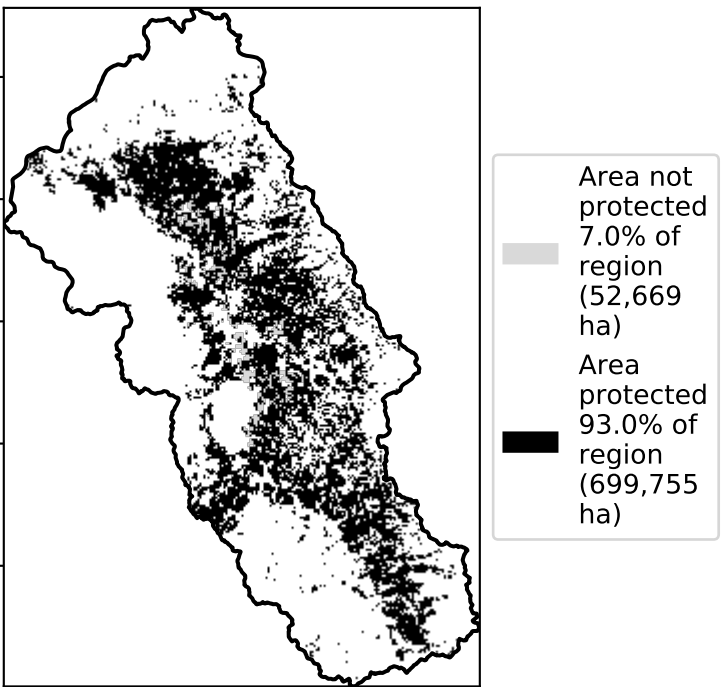 Area not
protected
7.0% of
region
(52,669
ha)
Area
protected
93.0% of
region
(699,755
ha)